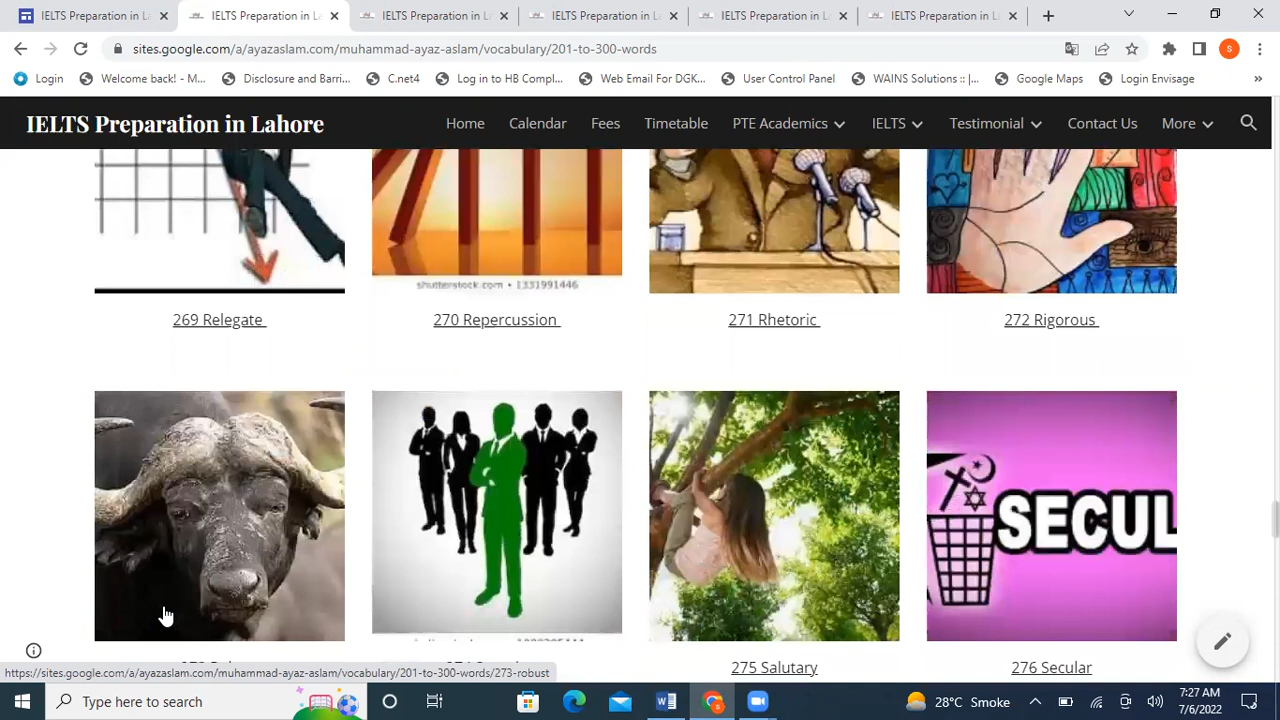 IELTS Preparation in La
IELTS Preparation in La
IELTS Preparation in La
IELTS Preparation in La
IELTS Preparation in La
IELTS Preparation in La
sites.google.com/a/ayazaslam.com/muhammad-ayaz-aslam/vocabulary/201-to-300-words
S
Login
Welcome back! - M...
Disclosure and Barri...
C.net4
Log in to HB Compl...
Web Email For DGK...
User Control Panel
WAINS Solutions :: |...
Google Maps
Login Envisage
IELTS Preparation in Lahore
Home
Calendar
Fees
Timetable
PTE Academics
IELTS
Testimonial
Contact Us
More
shutterstock.com • 1331991446
269 Relegate
270 Repercussion
271 Rhetoric
272 Rigorous
SECUL
275 Salutary
276 Secular
https://sites.google.com/a/ayazaslam.com/muhammad-ayaz-aslam/vocabulary/201-to-300-words/273-robust
Type here to search
28°C Smoke
7:27 AM
7/6/2022